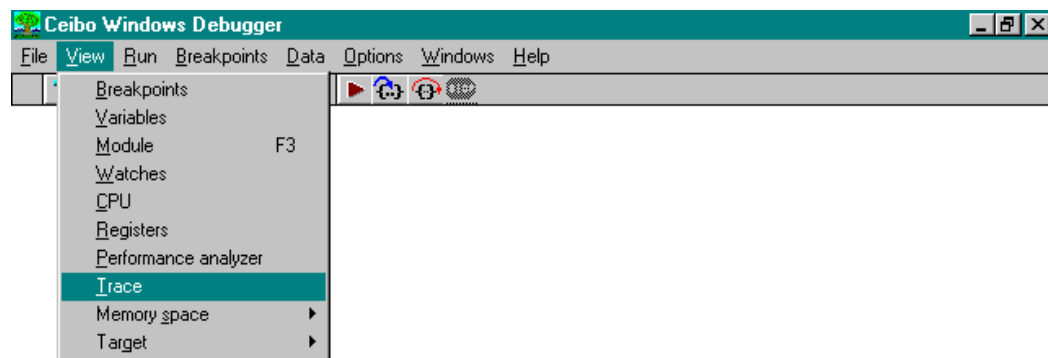 Ceibo Windows Debugger
File View Run Breakpoints Data Options Windows Help
Breakpoints
Variables
Module F3
Watches
CPU
Registers
Performance analyzer
Trace
Memory space
Target